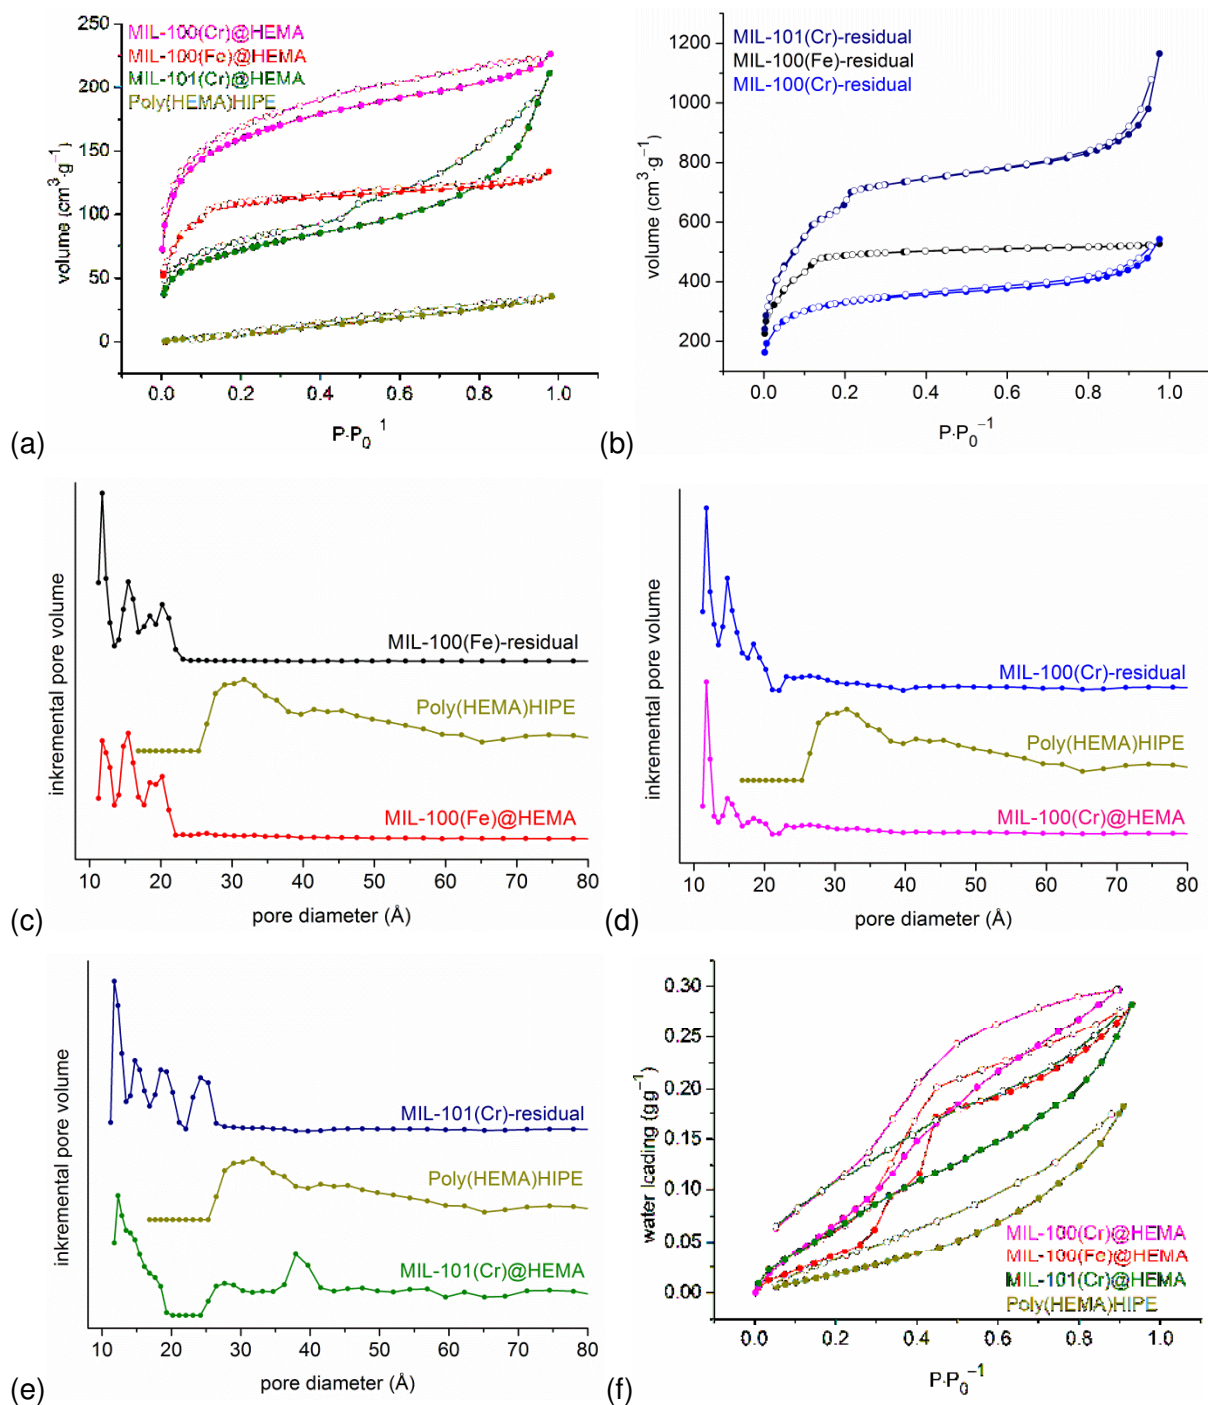 MIL-100(Cr)@HEMA
MIL-100(Fe)@HEMA
MIL-101(Cr)@HEMA
Poly(HEMA)HIPE
250
200
150
100
50
0
volume (cm³·g⁻¹)
0.0 0.2 0.4 0.6 0.8 1.0
P·P₀ ¹
(a)
MIL-101(Cr)-residual
MIL-100(Fe)-residual
MIL-100(Cr)-residual
1200
1000
800
600
400
200
volume (cm³·g⁻¹)
0.0 0.2 0.4 0.6 0.8 1.0
P·P₀⁻¹
(b)
inkremental pore volume
MIL-100(Fe)-residual
Poly(HEMA)HIPE
MIL-100(Fe)@HEMA
10 20 30 40 50 60 70 80
pore diameter (Å)
(c)
inkremental pore volume
MIL-100(Cr)-residual
Poly(HEMA)HIPE
MIL-100(Cr)@HEMA
10 20 30 40 50 60 70 80
pore diameter (Å)
(d)
inkremental pore volume
MIL-101(Cr)-residual
Poly(HEMA)HIPE
MIL-101(Cr)@HEMA
10 20 30 40 50 60 70 80
pore diameter (Å)
(e)
0.30
0.25
0.20
0.15
0.10
0.05
0.00
water loading (gg⁻¹)
MIL-100(Cr)@HEMA
MIL-100(Fe)@HEMA
MIL-101(Cr)@HEMA
Poly(HEMA)HIPE
0.0 0.2 0.4 0.6 0.8 1.0
P·P₀⁻¹
(f)